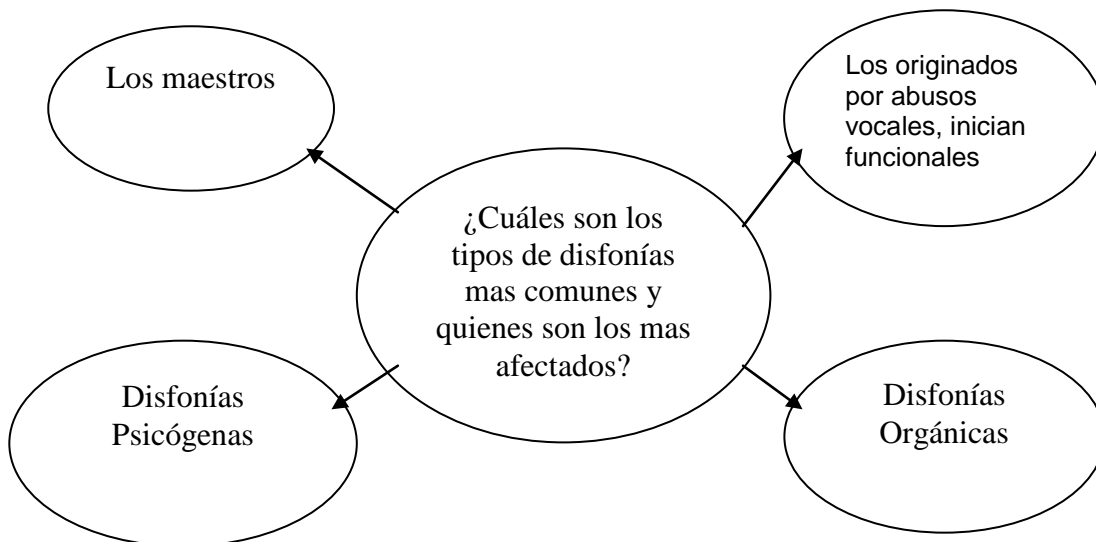 Los maestros
Los originados
por abusos
vocales, inician
funcionales
¿Cuáles son los
tipos de disfonías
mas comunes y
quienes son los mas
afectados?
Disfonías
Psicógenas
Disfonías
Orgánicas